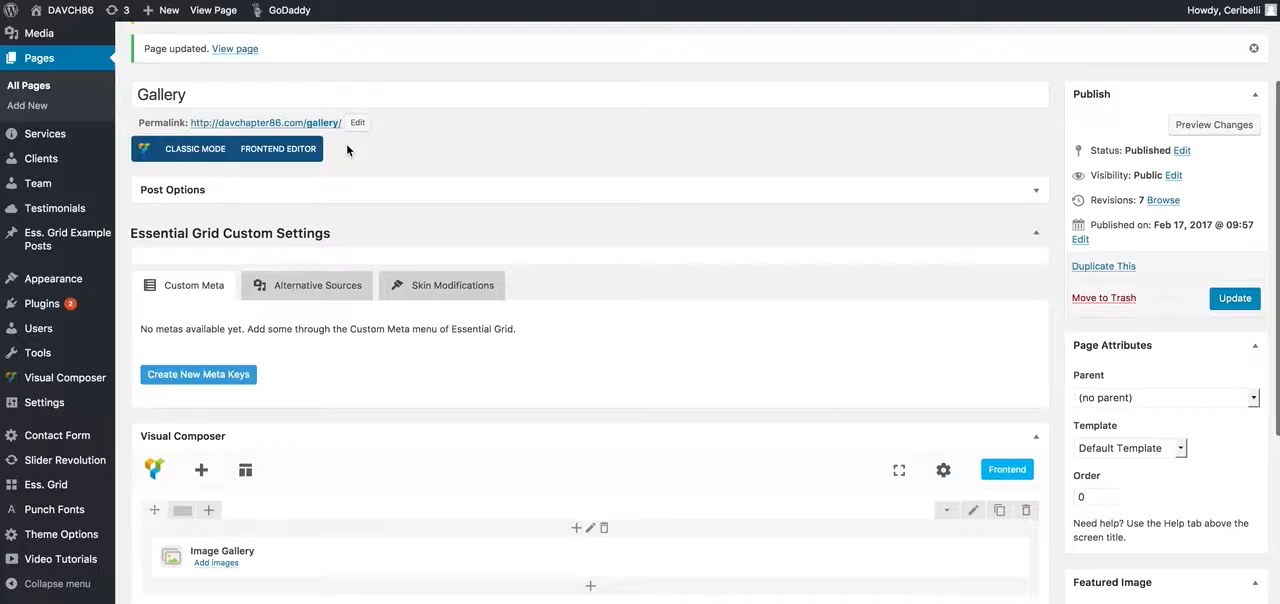 DAVCH86 3 New View Page GoDaddy Howdy, Ceribelli
Media
Pages
All Pages
Add New
Services
Clients
Team
Testimonials
Ess. Grid Example
Posts
Appearance
Plugins 2
Users
Tools
Visual Composer
Settings
Contact Form
Slider Revolution
Ess. Grid
Punch Fonts
Theme Options
Video Tutorials
Collapse menu
Page updated. View page
Gallery
Permalink: http://davchapter86.com/gallery/ Edit
CLASSIC MODE FRONTEND EDITOR
Post Options
Essential Grid Custom Settings
Custom Meta Alternative Sources Skin Modifications
No metas available yet. Add some through the Custom Meta menu of Essential Grid.
Create New Meta Keys
Visual Composer
Frontend
Image Gallery
Add images
Publish
Preview Changes
Status: Published Edit
Visibility: Public Edit
Revisions: 7 Browse
Published on: Feb 17, 2017 @ 09:57
Edit
Duplicate This
Move to Trash Update
Page Attributes
Parent
(no parent)
Template
Default Template
Order
0
Need help? Use the Help tab above the
screen title.
Featured Image